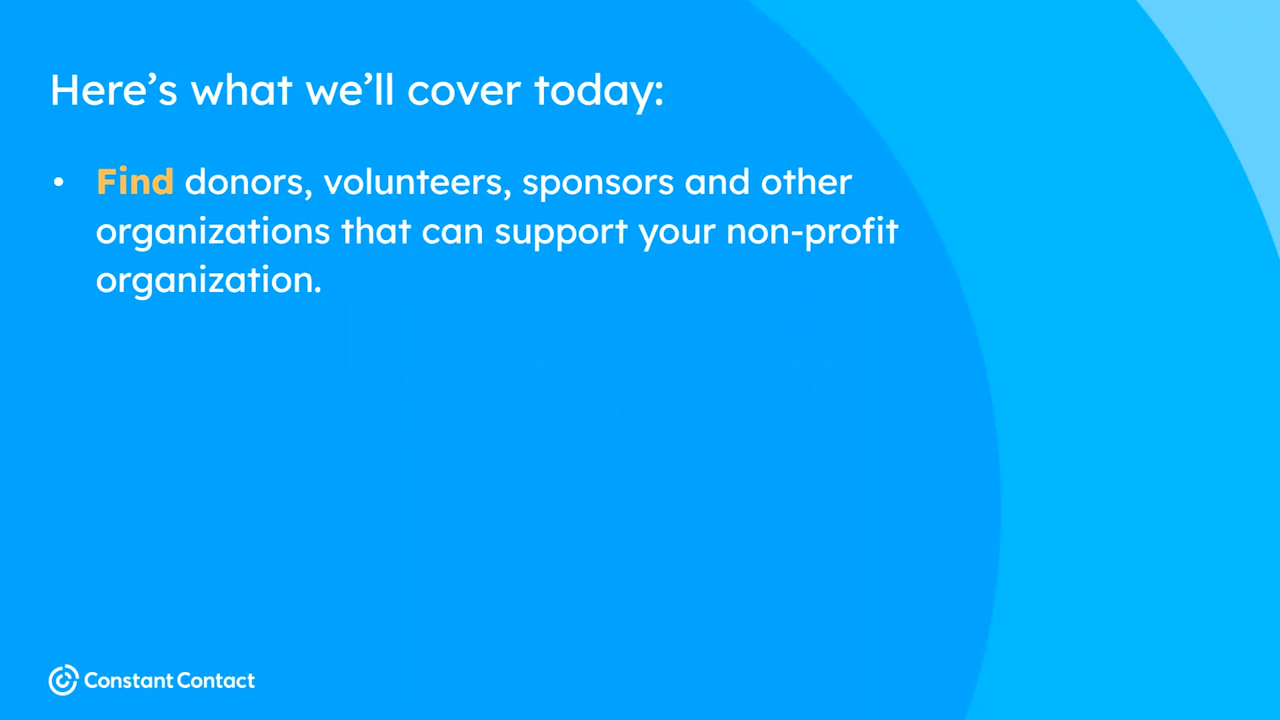 Here’s what we’ll cover today:
• Find donors, volunteers, sponsors and other
organizations that can support your non-profit
organization.
Constant Contact